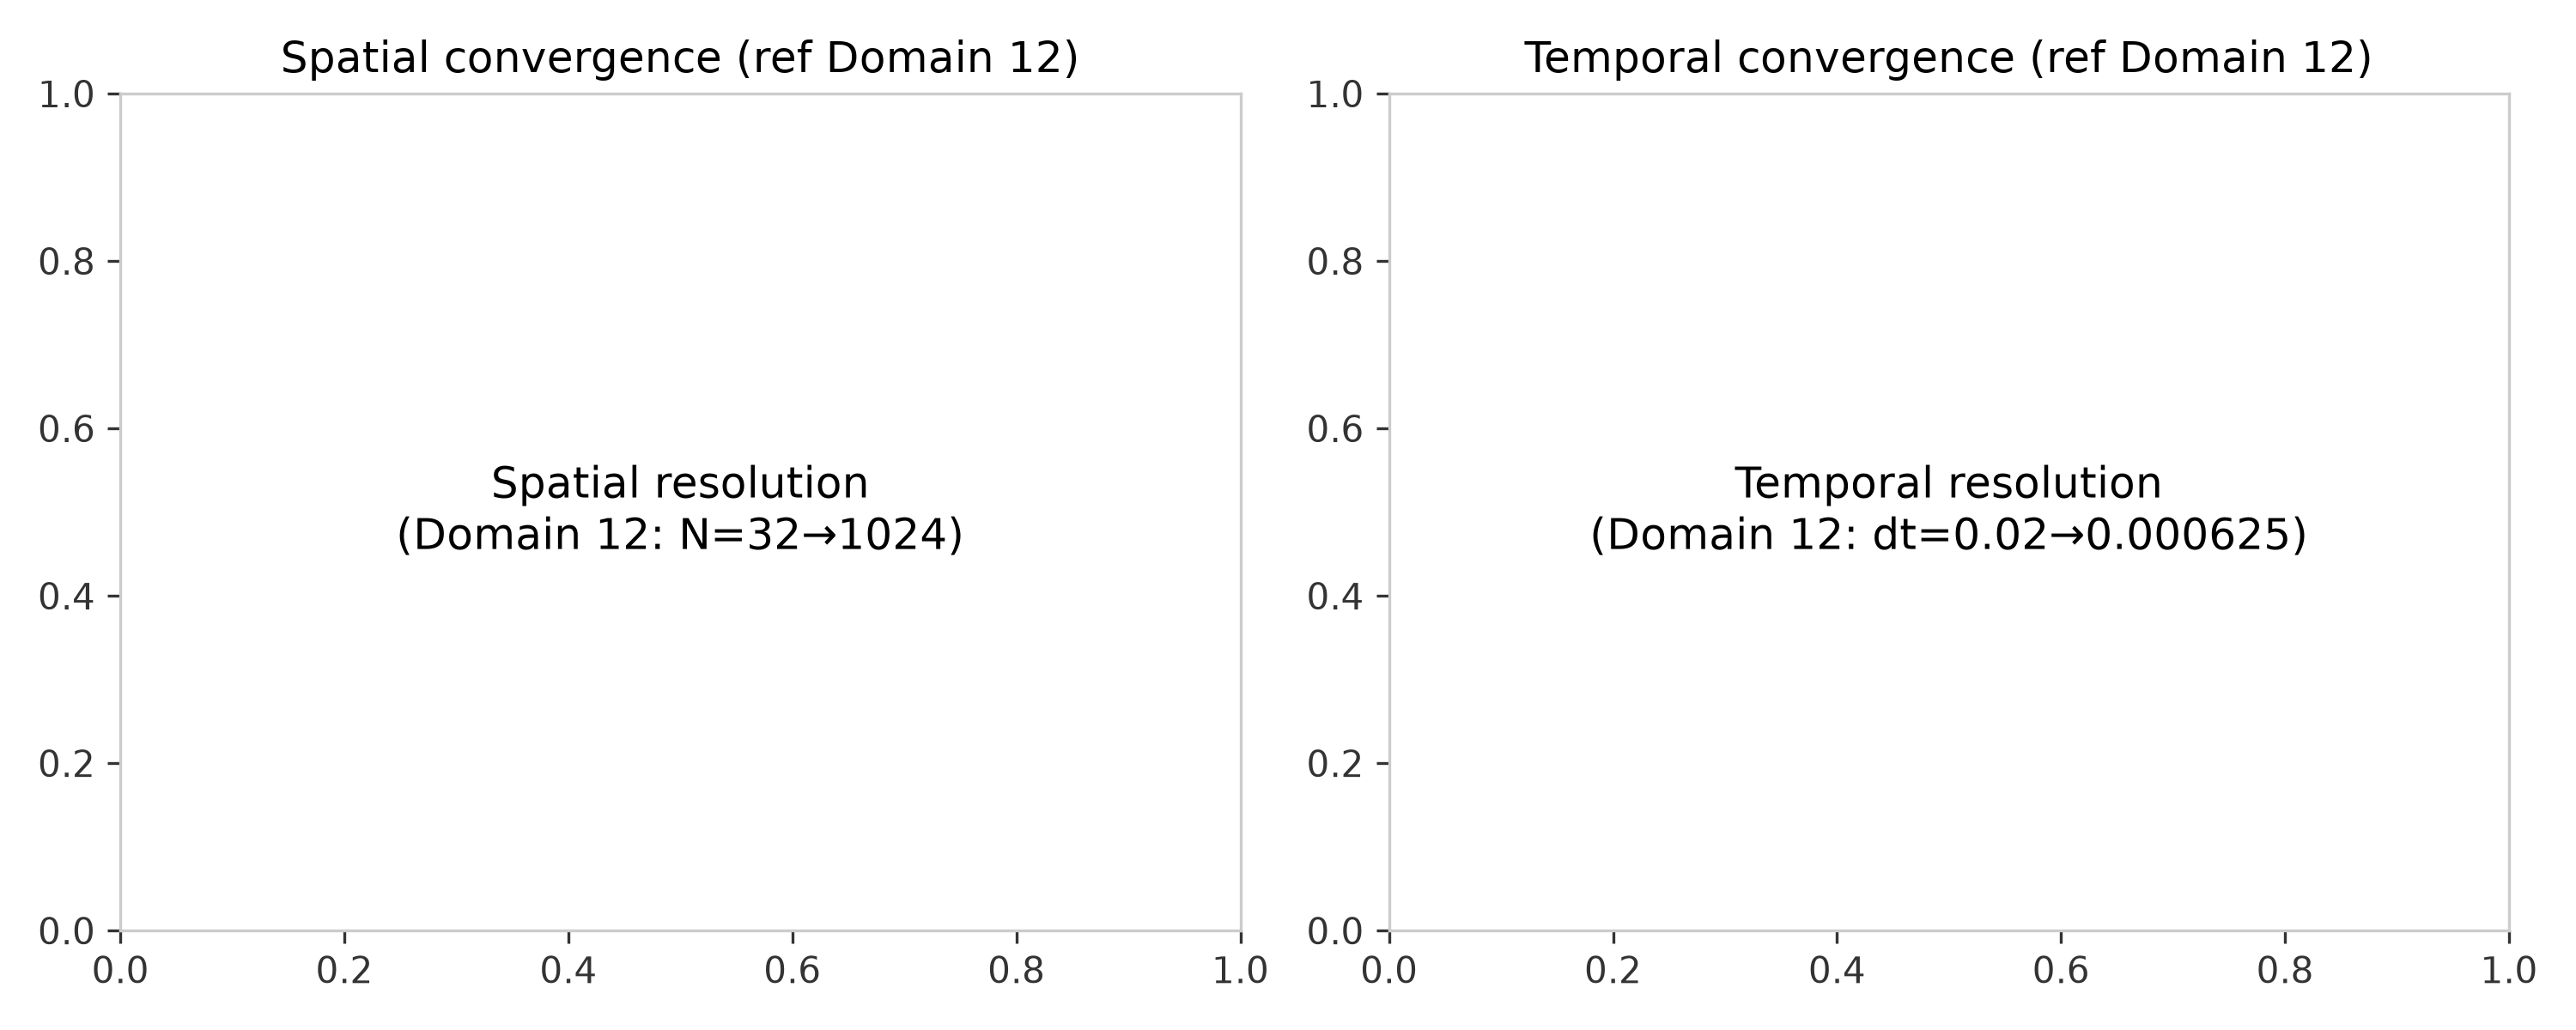 Spatial convergence (ref Domain 12)
1.0
0.8
0.6
0.4
0.2
0.0
Spatial resolution
(Domain 12: N=32→1024)
0.0 0.2 0.4 0.6 0.8 1.0
Temporal convergence (ref Domain 12)
1.0
0.8
0.6
0.4
0.2
0.0
Temporal resolution
(Domain 12: dt=0.02→0.000625)
0.0 0.2 0.4 0.6 0.8 1.0